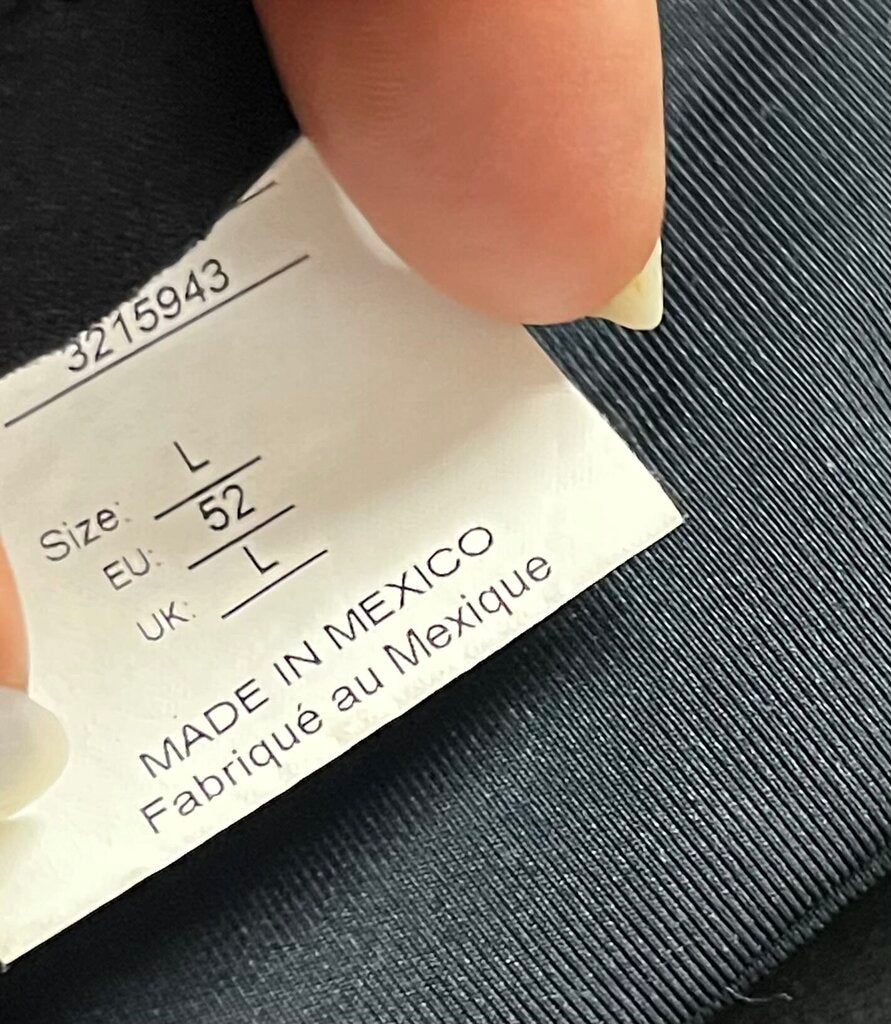 3215943
Size: L
EU: 52
UK: L
MADE IN MEXICO
Fabriqué au Mexique